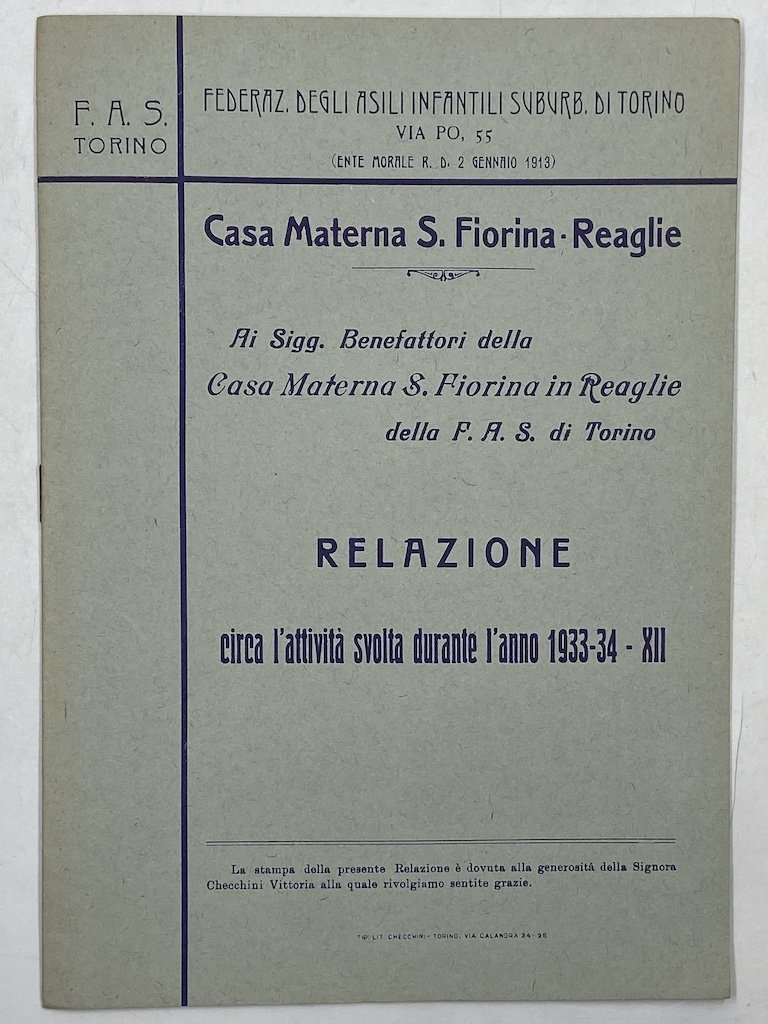 F. A. S.
TORINO
FEDERAZ. DEGLI ASILI INFANTILI SUBURB. DI TORINO
VIA PO, 55
(ENTE MORALE R. D. 2 GENNAIO 1913)
Casa Materna S. Fiorina - Reaglie
Ai Sigg. Benefattori della
Casa Materna S. Fiorina in Reaglie
della F. A. S. di Torino
RELAZIONE
circa l'attività svolta durante l'anno 1933-34 - XII
La stampa della presente Relazione è dovuta alla generosità della Signora
Checchini Vittoria alla quale rivolgiamo sentite grazie.
TIP. LIT. CHECCHINI - TORINO, VIA CALANDRA 24-26